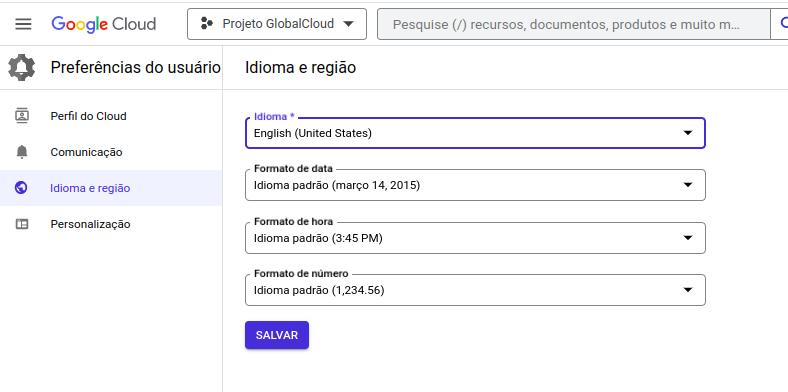 Google Cloud
Projeto GlobalCloud
Pesquise (/) recursos, documentos, produtos e muito m...
Preferências do usuário
Idioma e região
Perfil do Cloud
Comunicação
Idioma e região
Personalização
Idioma *
English (United States)
Formato de data
Idioma padrão (março 14, 2015)
Formato de hora
Idioma padrão (3:45 PM)
Formato de número
Idioma padrão (1,234.56)
SALVAR